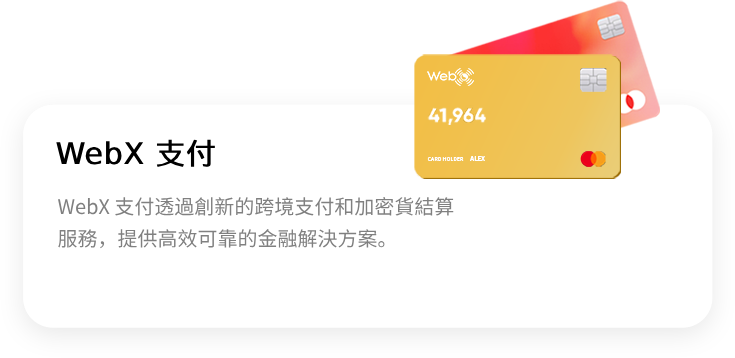 WebX
41,964
CARD HOLDER ALEX
WebX 支付
WebX 支付透過創新的跨境支付和加密貨結算
服務，提供高效可靠的金融解決方案。